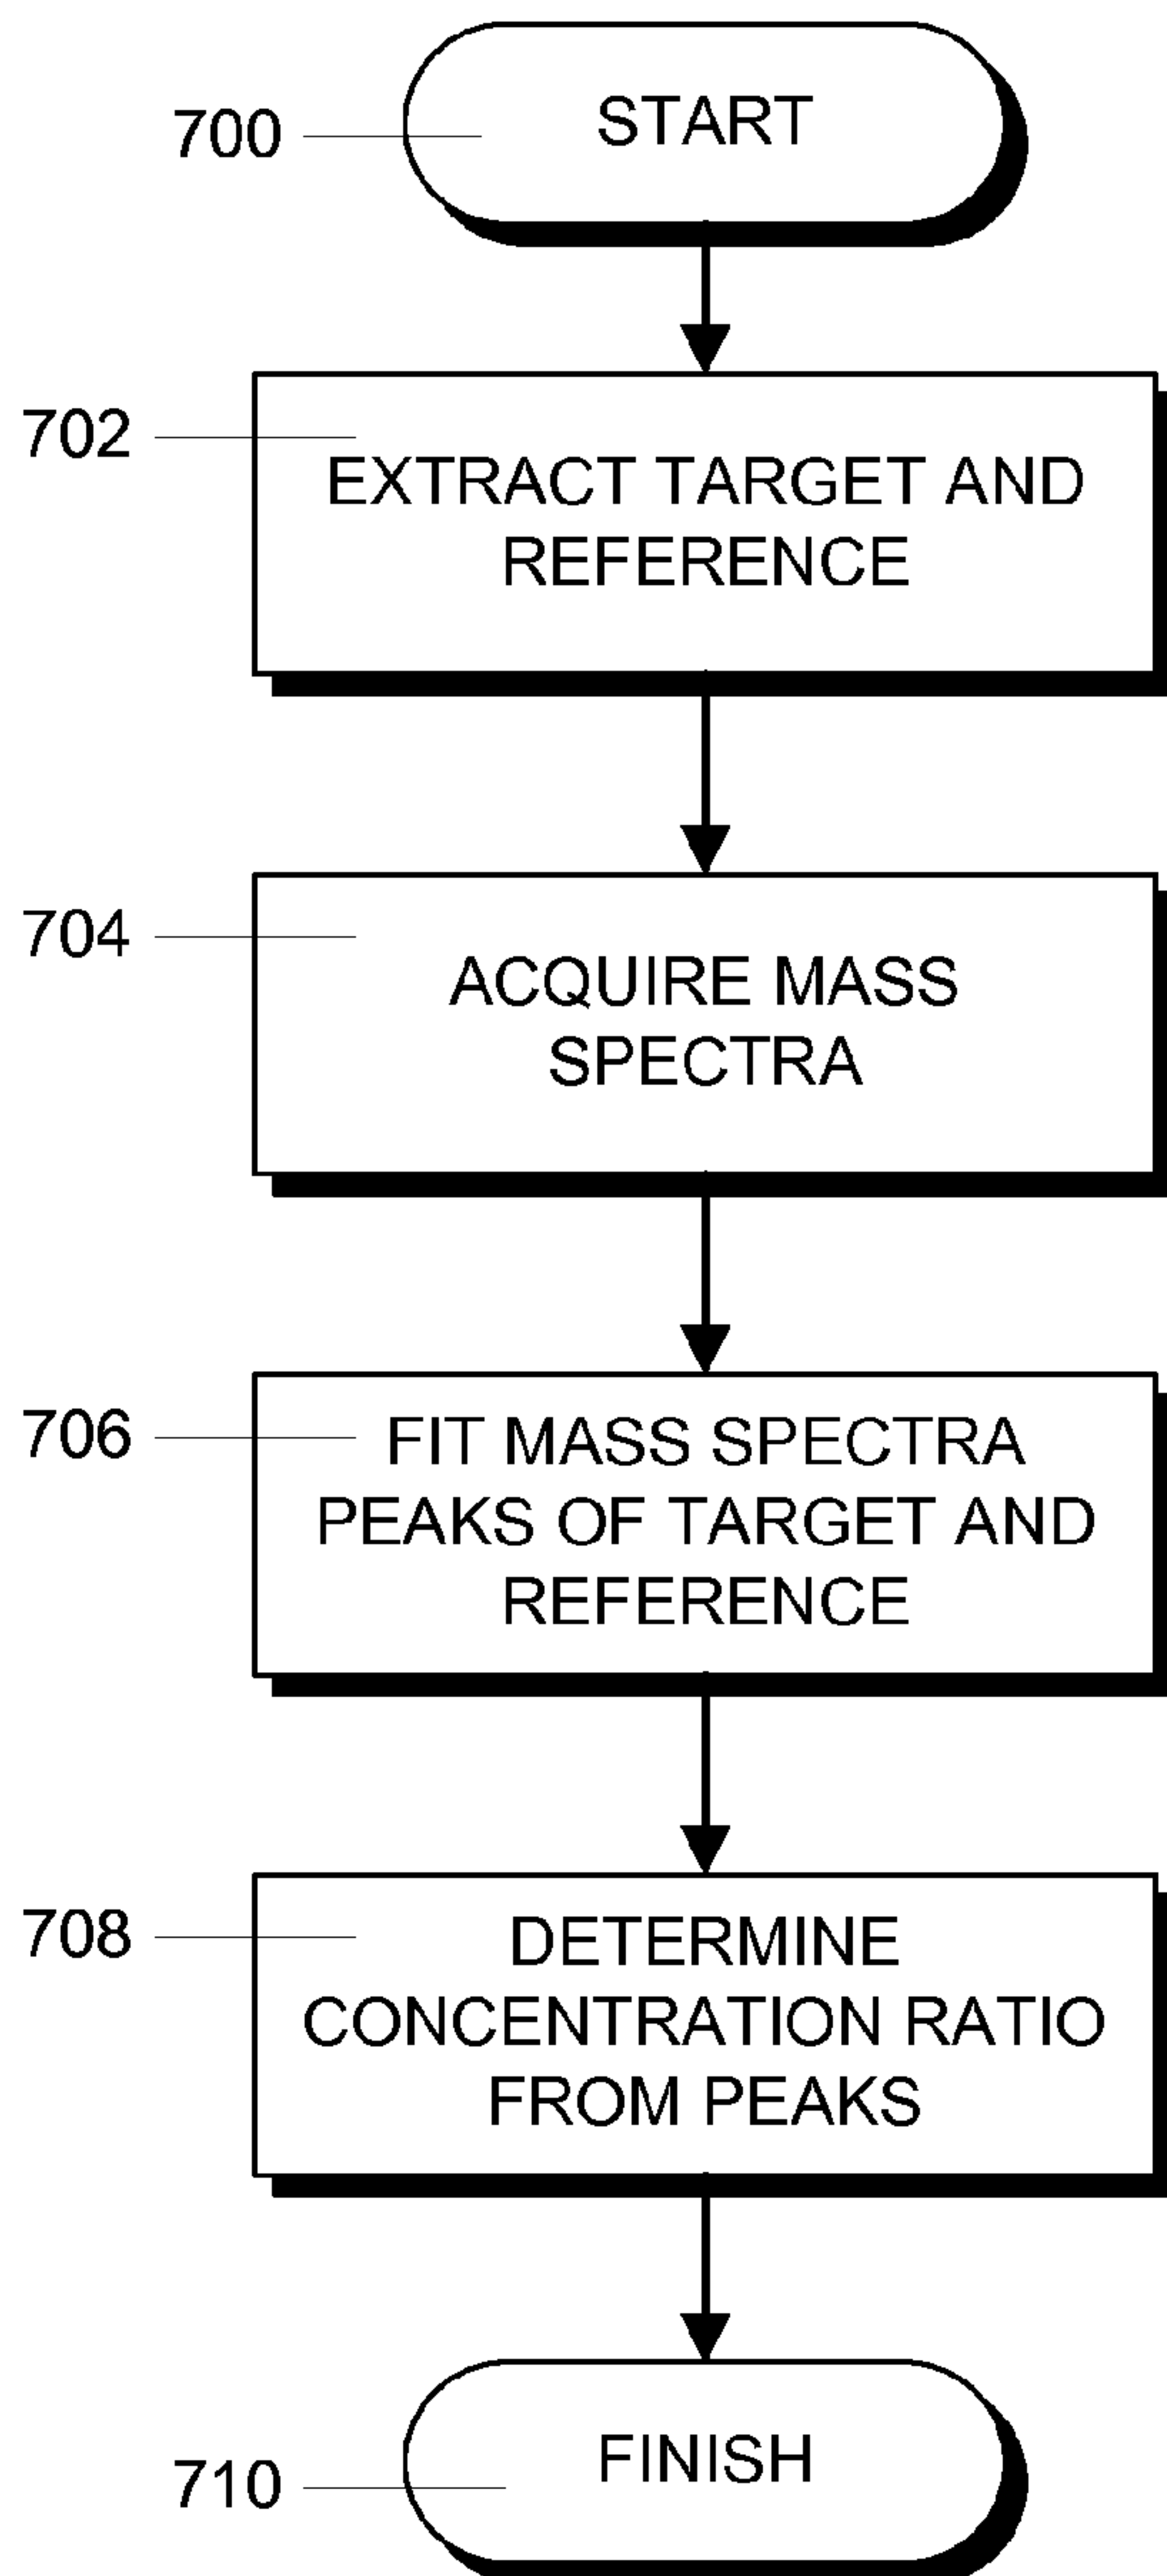 700
START
702
EXTRACT TARGET AND
REFERENCE
704
ACQUIRE MASS
SPECTRA
706
FIT MASS SPECTRA
PEAKS OF TARGET AND
REFERENCE
708
DETERMINE
CONCENTRATION RATIO
FROM PEAKS
710
FINISH